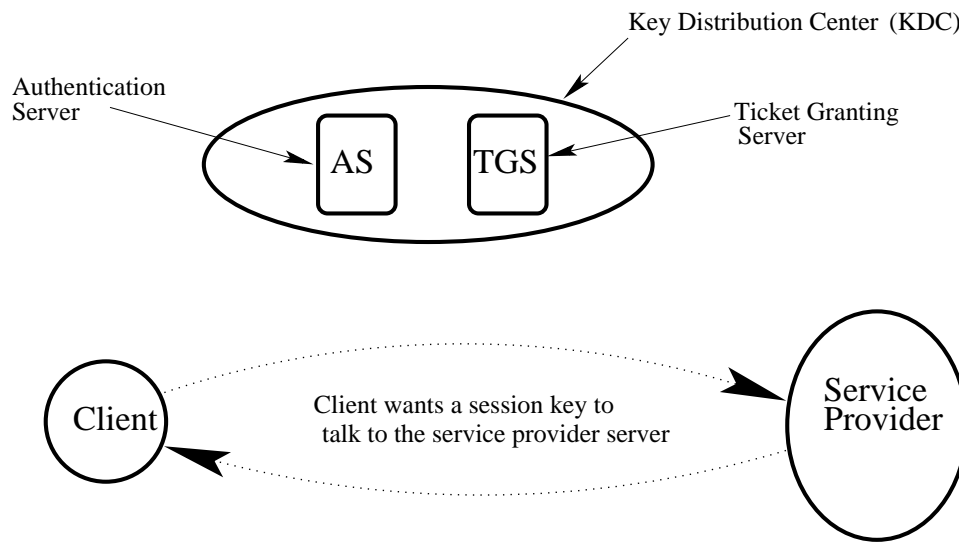 Key Distribution Center (KDC)
Authentication
Server
Ticket Granting
Server
AS
TGS
Client
Client wants a session key to
talk to the service provider server
Service
Provider